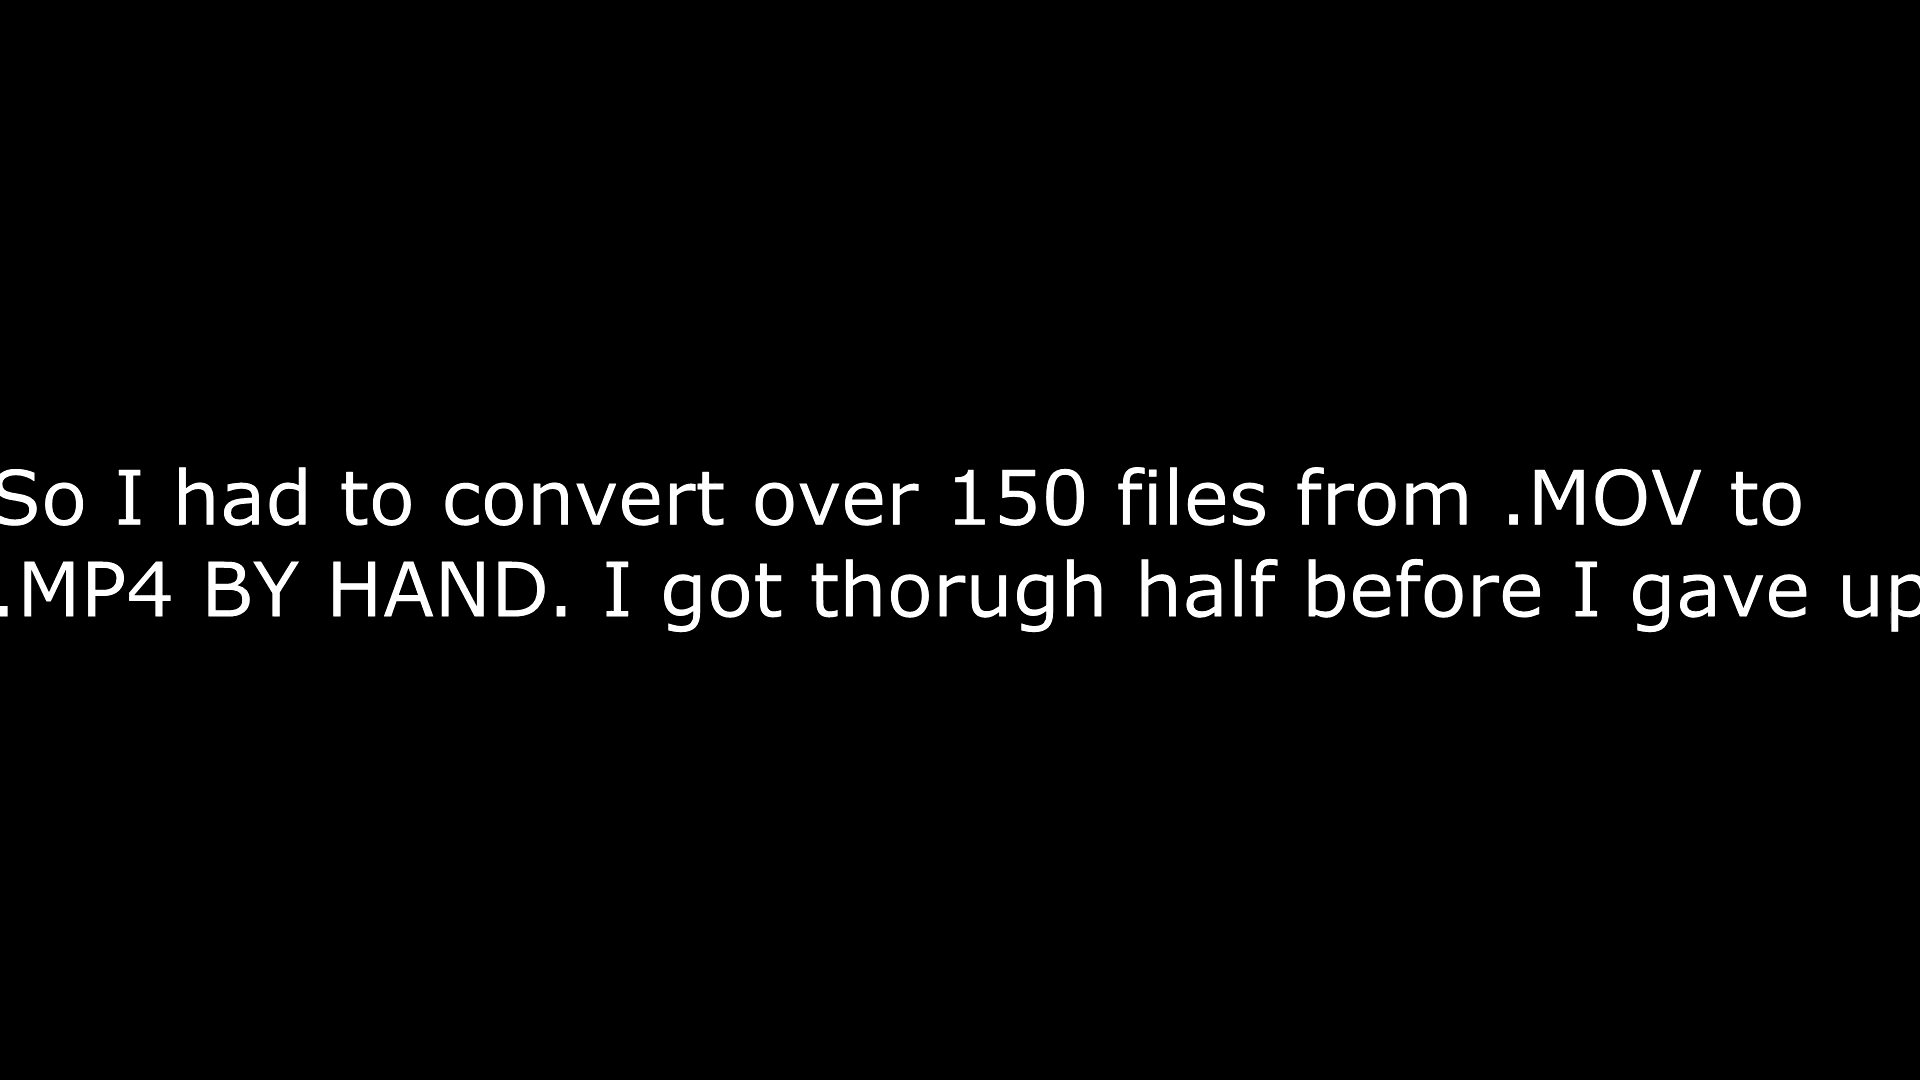 So I had to convert over 150 files from .MOV to
.MP4 BY HAND. I got thorugh half before I gave up